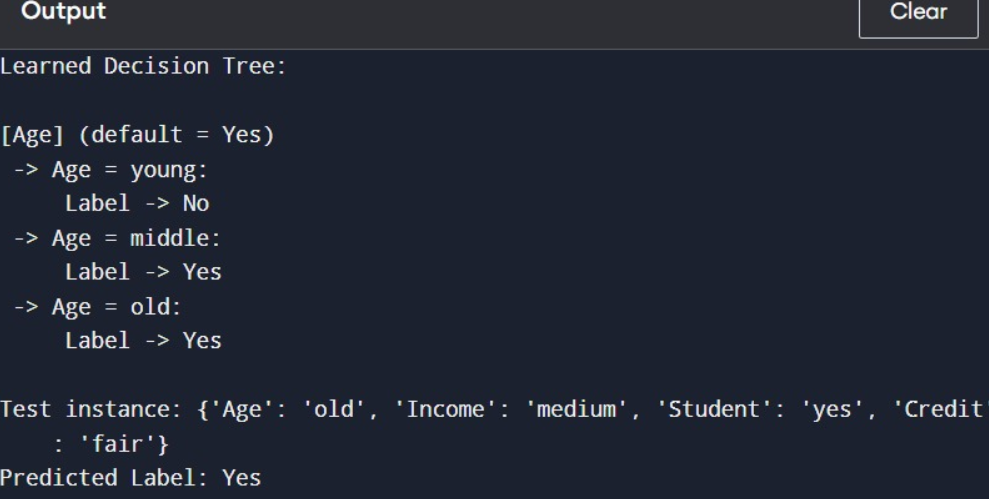 Output
Clear
Learned Decision Tree:
[Age] (default = Yes)
-> Age = young:
Label -> No
-> Age = middle:
Label -> Yes
-> Age = old:
Label -> Yes
Test instance: {'Age': 'old', 'Income': 'medium', 'Student': 'yes', 'Credit'
: 'fair'}
Predicted Label: Yes